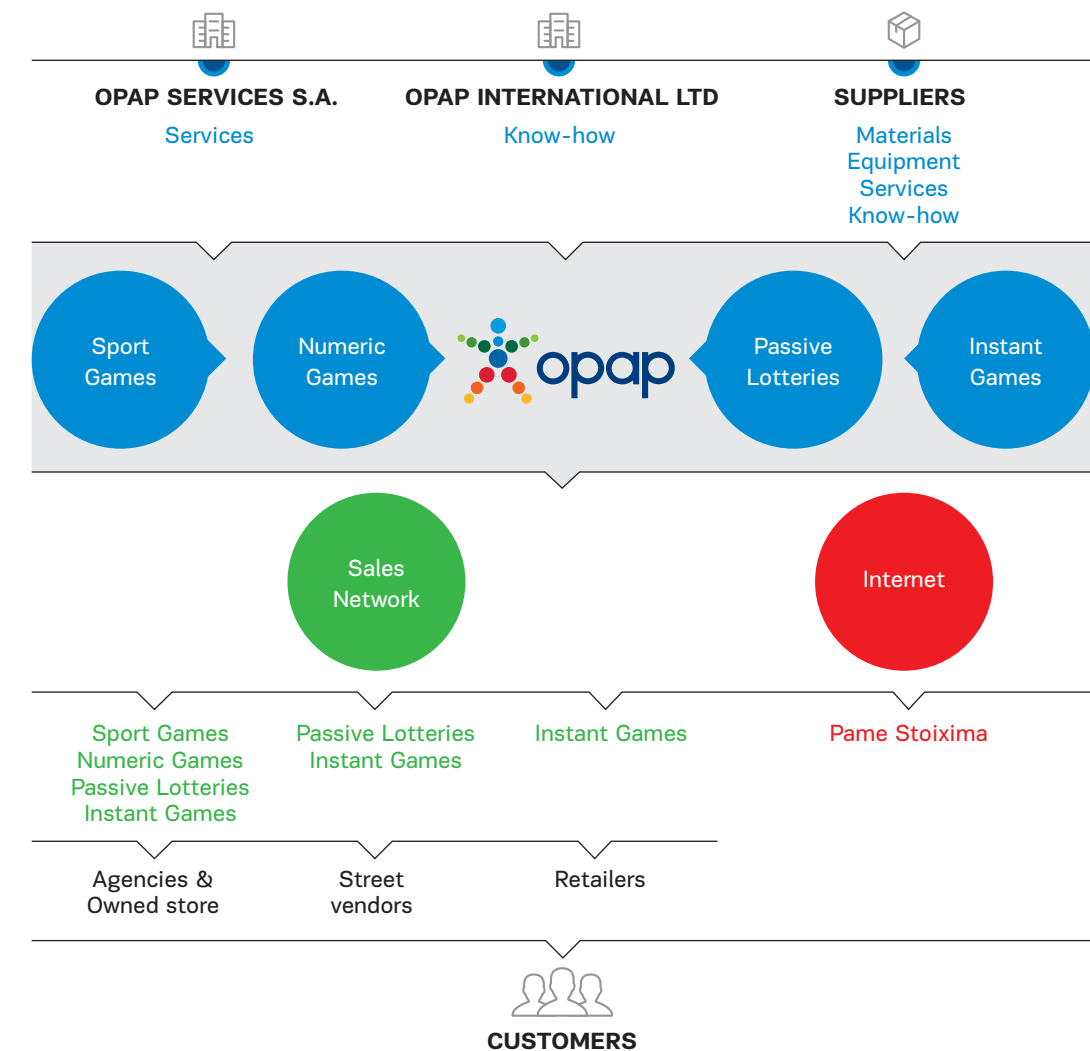 OPAP SERVICES S.A.
Services
OPAP INTERNATIONAL LTD
Know-how
SUPPLIERS
Materials
Equipment
Services
Know-how
Sport
Games
Numeric
Games
opap
Passive
Lotteries
Instant
Games
Sales
Network
Internet
Sport Games
Numeric Games
Passive Lotteries
Instant Games
Passive Lotteries
Instant Games
Instant Games
Pame Stoixima
Agencies &
Owned store
Street
vendors
Retailers
CUSTOMERS